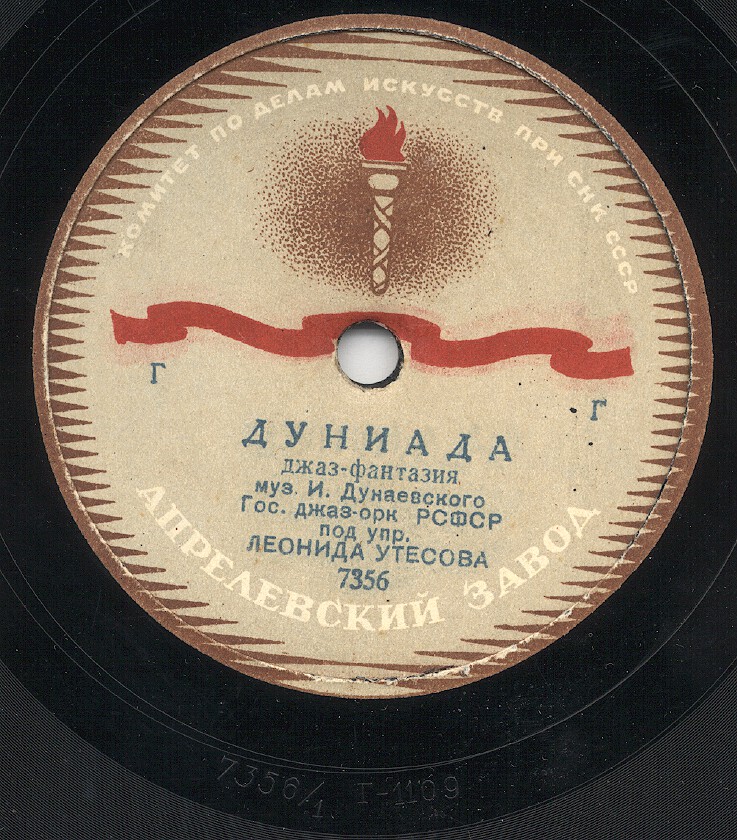 КОМИТЕТ ПО ДЕЛАМ ИСКУССТВ ПРИ СНК СССР
Г
Г
ДУНИАДА
джаз-фантазия
муз. И. Дунаевского
Гос. джаз-орк РСФСР
под упр.
ЛЕОНИДА УТЕСОВА
7356
АПРЕЛЕВСКИЙ ЗАВОД
7356/1 Г-1109